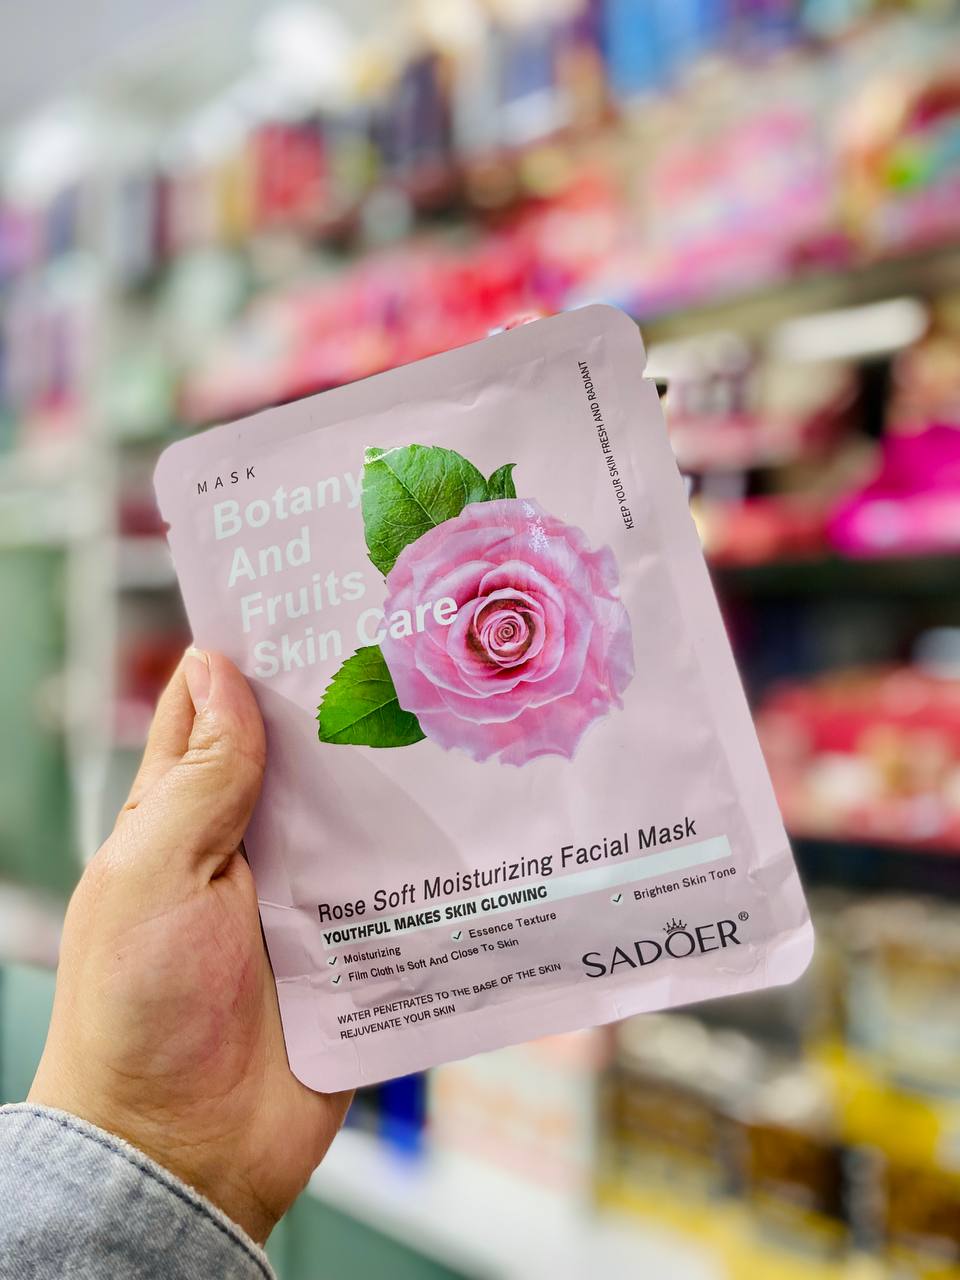 MASK
Botany
And
Fruits
Skin Care
KEEP YOUR SKIN FRESH AND RADIANT
Rose Soft Moisturizing Facial Mask
YOUTHFUL MAKES SKIN GLOWING
✓ Moisturizing ✓ Essence Texture ✓ Brighten Skin Tone
✓ Film Cloth Is Soft And Close To Skin
SADOER®
WATER PENETRATES TO THE BASE OF THE SKIN
REJUVENATE YOUR SKIN